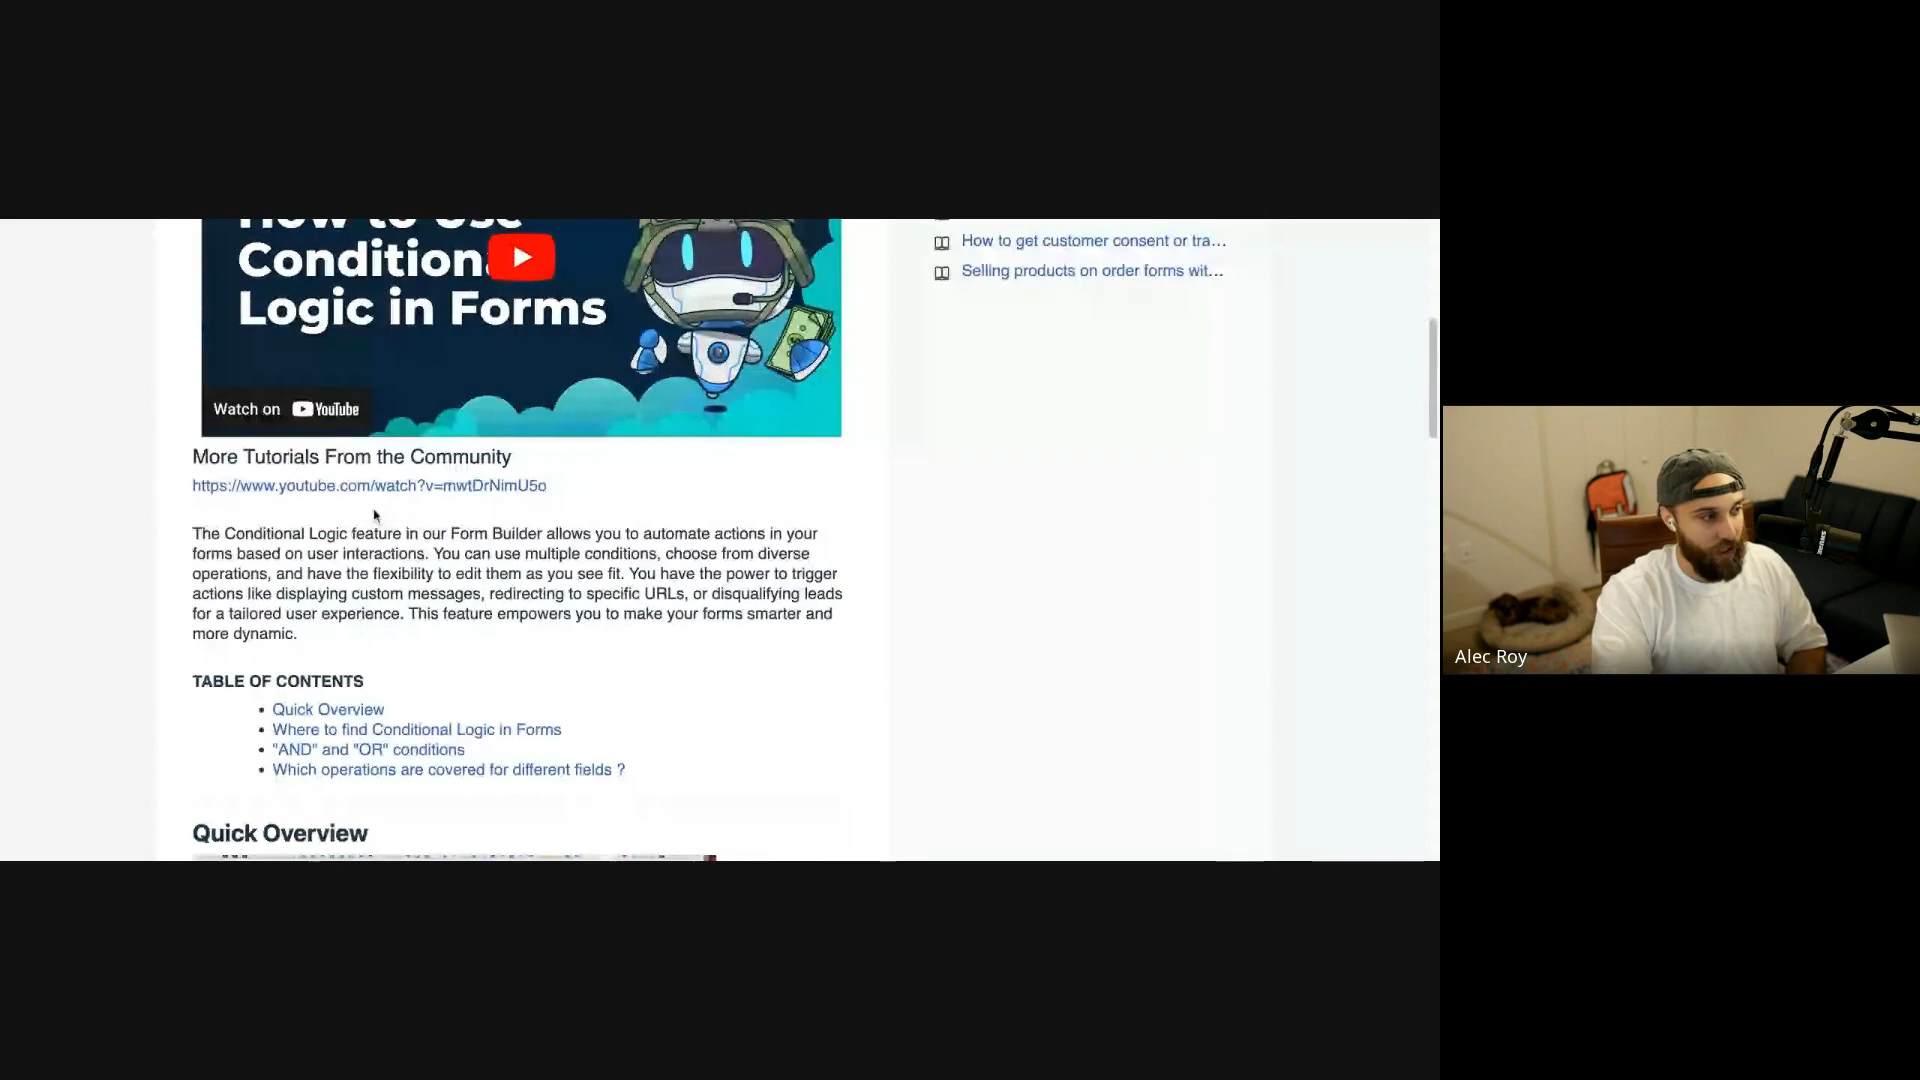 How to Use
Condition
Logic in Forms
Watch on YouTube
More Tutorials From the Community
https://www.youtube.com/watch?v=mwtDrNimU5o
The Conditional Logic feature in our Form Builder allows you to automate actions in your
forms based on user interactions. You can use multiple conditions, choose from diverse
operations, and have the flexibility to edit them as you see fit. You have the power to trigger
actions like displaying custom messages, redirecting to specific URLs, or disqualifying leads
for a tailored user experience. This feature empowers you to make your forms smarter and
more dynamic.
TABLE OF CONTENTS
• Quick Overview
• Where to find Conditional Logic in Forms
• "AND" and "OR" conditions
• Which operations are covered for different fields ?
Quick Overview
How to get customer consent or tra...
Selling products on order forms wit...
Alec Roy